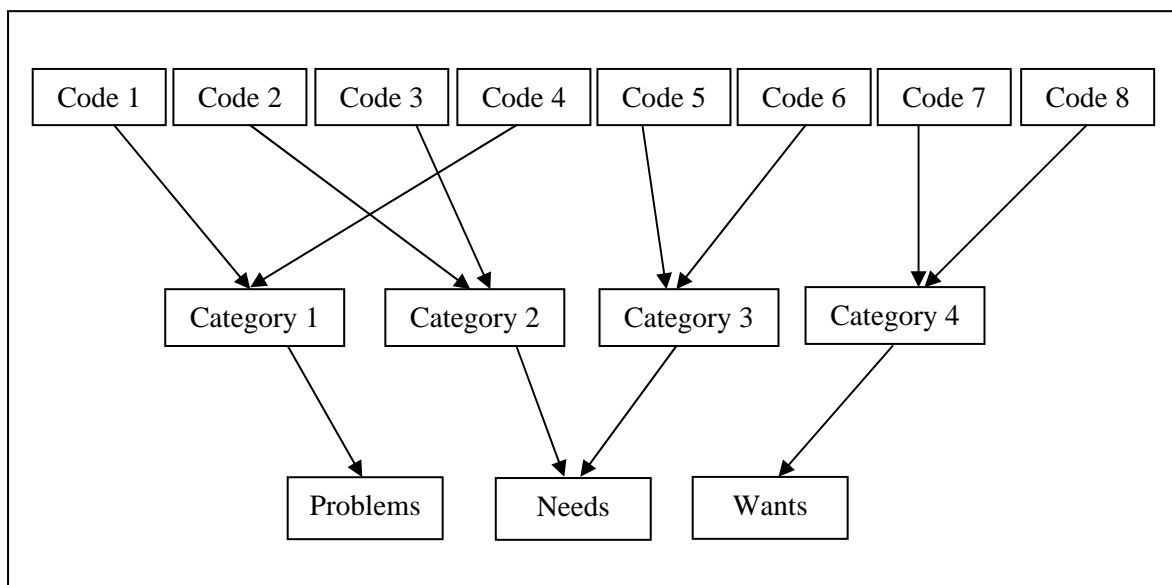 Code 1 Code 2 Code 3 Code 4 Code 5 Code 6 Code 7 Code 8
Category 1 Category 2 Category 3 Category 4
Problems Needs Wants